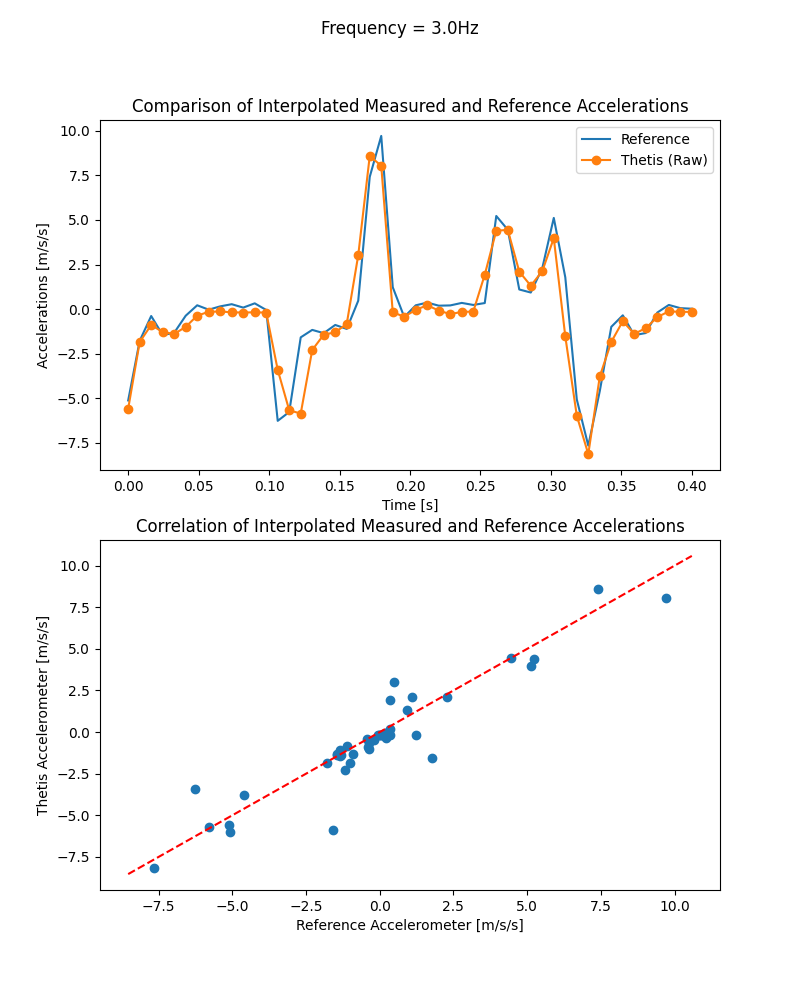 Frequency = 3.0Hz
Comparison of Interpolated Measured and Reference Accelerations
10.0
7.5
5.0
2.5
0.0
−2.5
−5.0
−7.5
Accelerations [m/s/s]
Reference
Thetis (Raw)
0.00 0.05 0.10 0.15 0.20 0.25 0.30 0.35 0.40
Time [s]
Correlation of Interpolated Measured and Reference Accelerations
10.0
7.5
5.0
2.5
0.0
−2.5
−5.0
−7.5
Thetis Accelerometer [m/s/s]
−7.5 −5.0 −2.5 0.0 2.5 5.0 7.5 10.0
Reference Accelerometer [m/s/s]